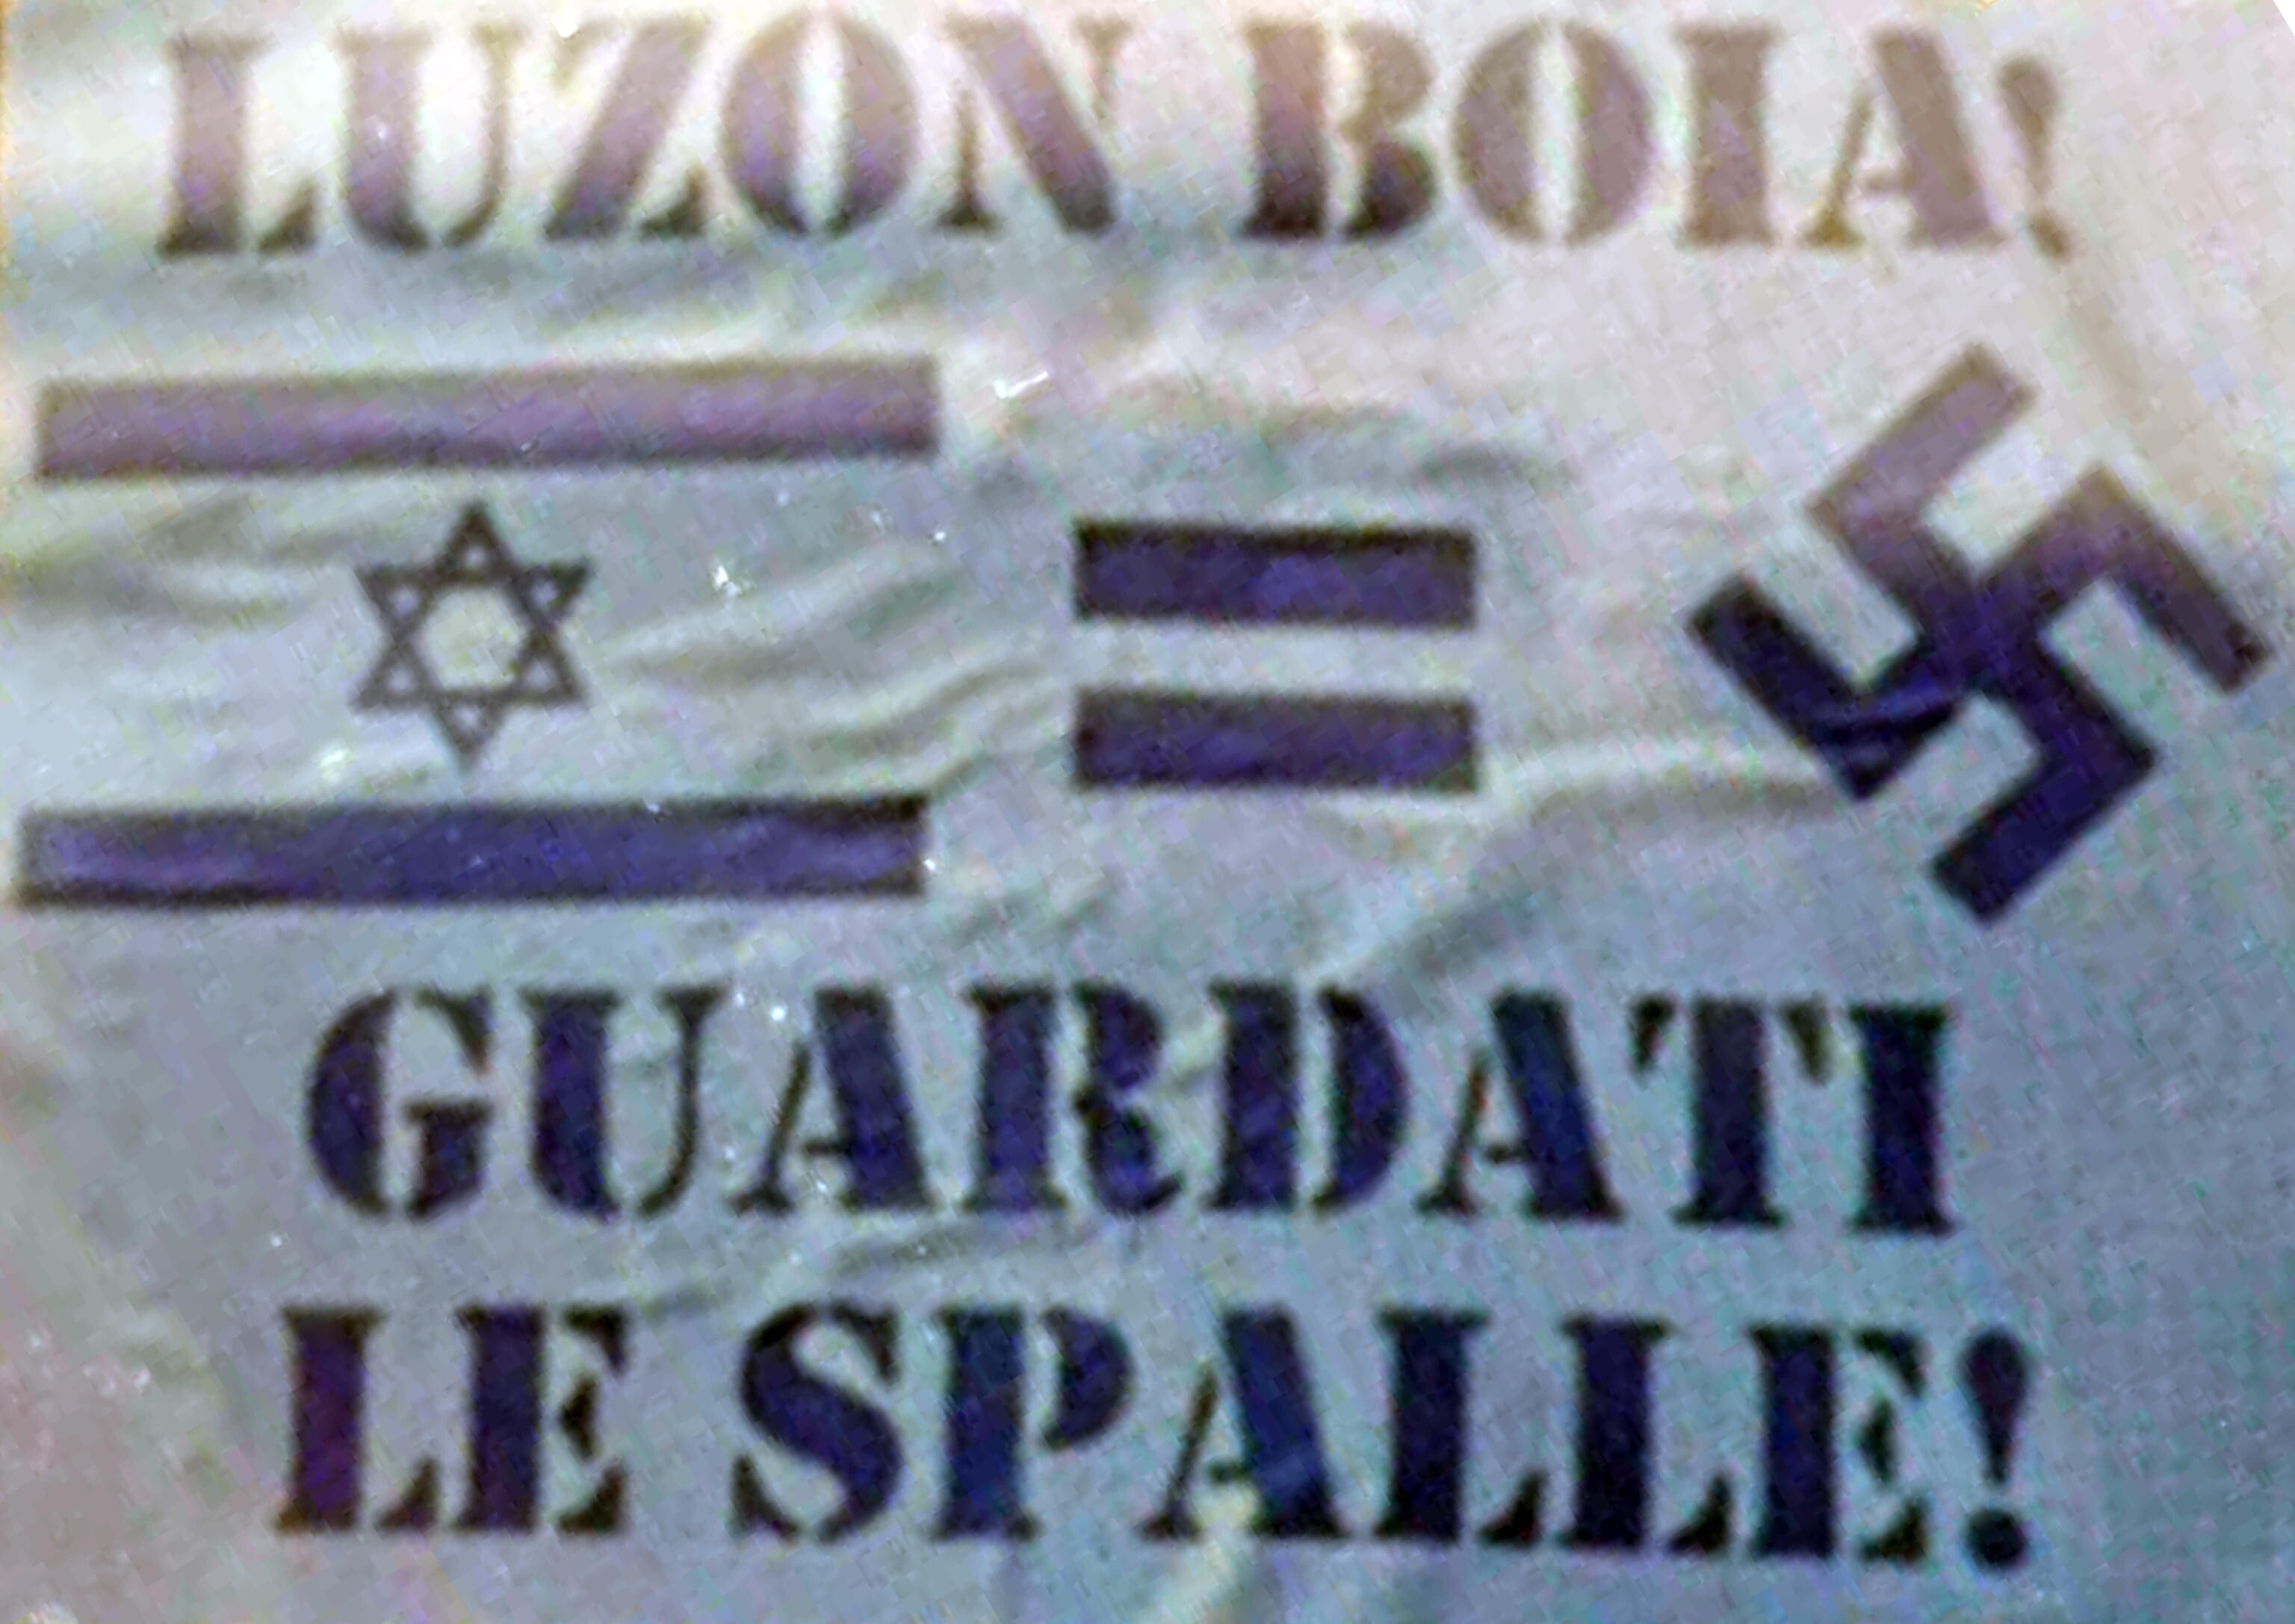 LUZON BOIA!
=
GUARDATI
LE SPALLE!